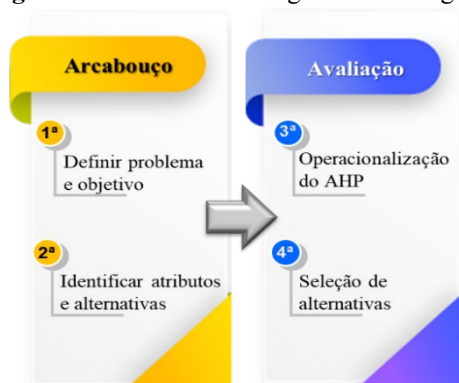 Arcabouço
1ª
Definir problema
e objetivo
2ª
Identificar atributos
e alternativas
Avaliação
3ª
Operacionalização
do AHP
4ª
Seleção de
alternativas